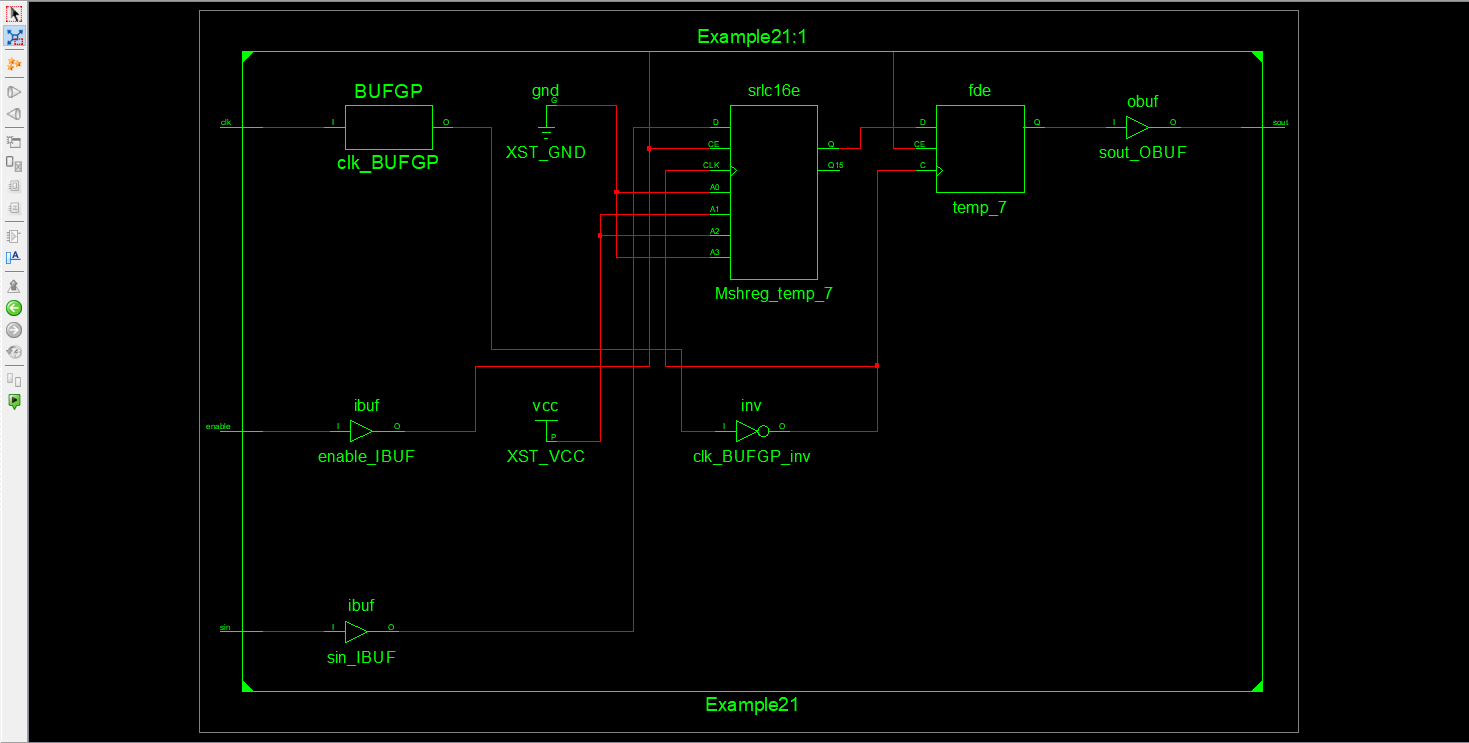 Example21:1
BUFGP
clk
I
O
clk_BUFGP
gnd
G
XST_GND
srlc16e
D
CE
CLK
A0
A1
A2
A3
Q
Q15
Mshreg_temp_7
fde
D
CE
C
Q
temp_7
obuf
I
O
sout_OBUF
sout
ibuf
enable
I
O
enable_IBUF
vcc
P
XST_VCC
inv
I
O
clk_BUFGP_inv
ibuf
sin
I
O
sin_IBUF
Example21
A